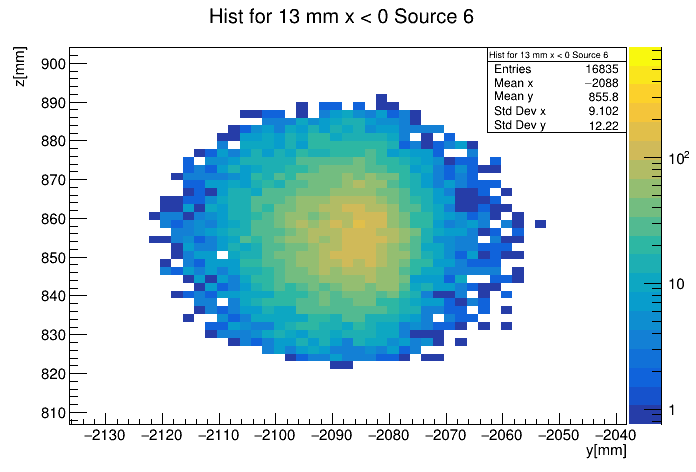 Hist for 13 mm x < 0 Source 6
z[mm]
Hist for 13 mm x < 0 Source 6
Entries 16835
Mean x −2088
Mean y 855.8
Std Dev x 9.102
Std Dev y 12.22
900
890
880
870
860
850
840
830
820
810
10²
10
1
−2130 −2120 −2110 −2100 −2090 −2080 −2070 −2060 −2050 −2040
y[mm]